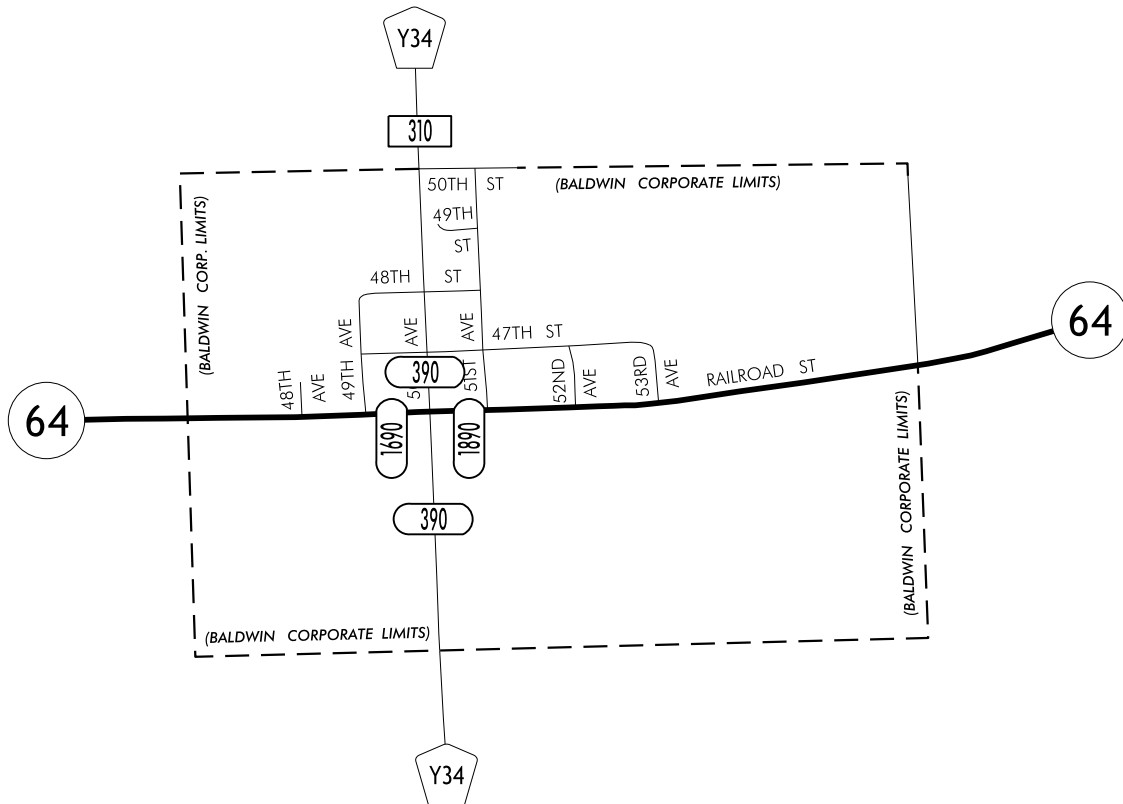 Y34
310
50TH ST
(BALDWIN CORPORATE LIMITS)
49TH
ST
(BALDWIN CORP. LIMITS)
48TH ST
64
AVE
AVE
AVE
47TH ST
49TH
390
51ST
48TH
AVE
52ND
AVE
53RD
AVE
RAILROAD ST
64
1690
1890
390
(BALDWIN CORPORATE LIMITS)
(BALDWIN CORPORATE LIMITS)
Y34